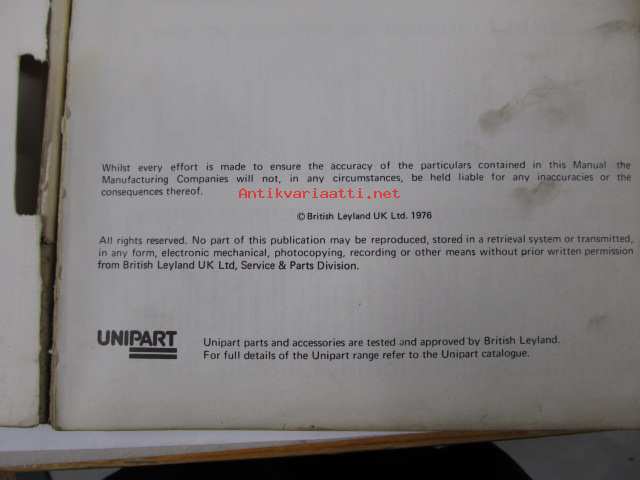 Whilst every effort is made to ensure the accuracy of the particulars contained in this Manual the
Manufacturing Companies will not, in any circumstances, be held liable for any inaccuracies or the
consequences thereof.
Antikvariaatti.net
© British Leyland UK Ltd. 1976
All rights reserved. No part of this publication may be reproduced, stored in a retrieval system or transmitted,
in any form, electronic mechanical, photocopying, recording or other means without prior written permission
from British Leyland UK Ltd, Service & Parts Division.
UNIPART
Unipart parts and accessories are tested and approved by British Leyland.
For full details of the Unipart range refer to the Unipart catalogue.